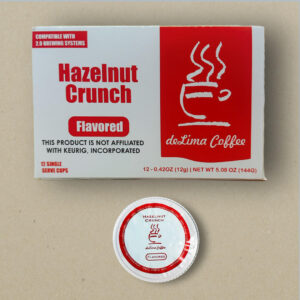 COMPATIBLE WITH
2.0 BREWING SYSTEMS
Hazelnut
Crunch
Flavored
THIS PRODUCT IS NOT AFFILIATED
WITH KEURIG, INCORPORATED
12 SINGLE
SERVE CUPS
deLima Coffee
12 - 0.42OZ (12g) | NET WT 5.08 OZ (144G)
HAZELNUT
CRUNCH
deLima Coffee
FLAVORED